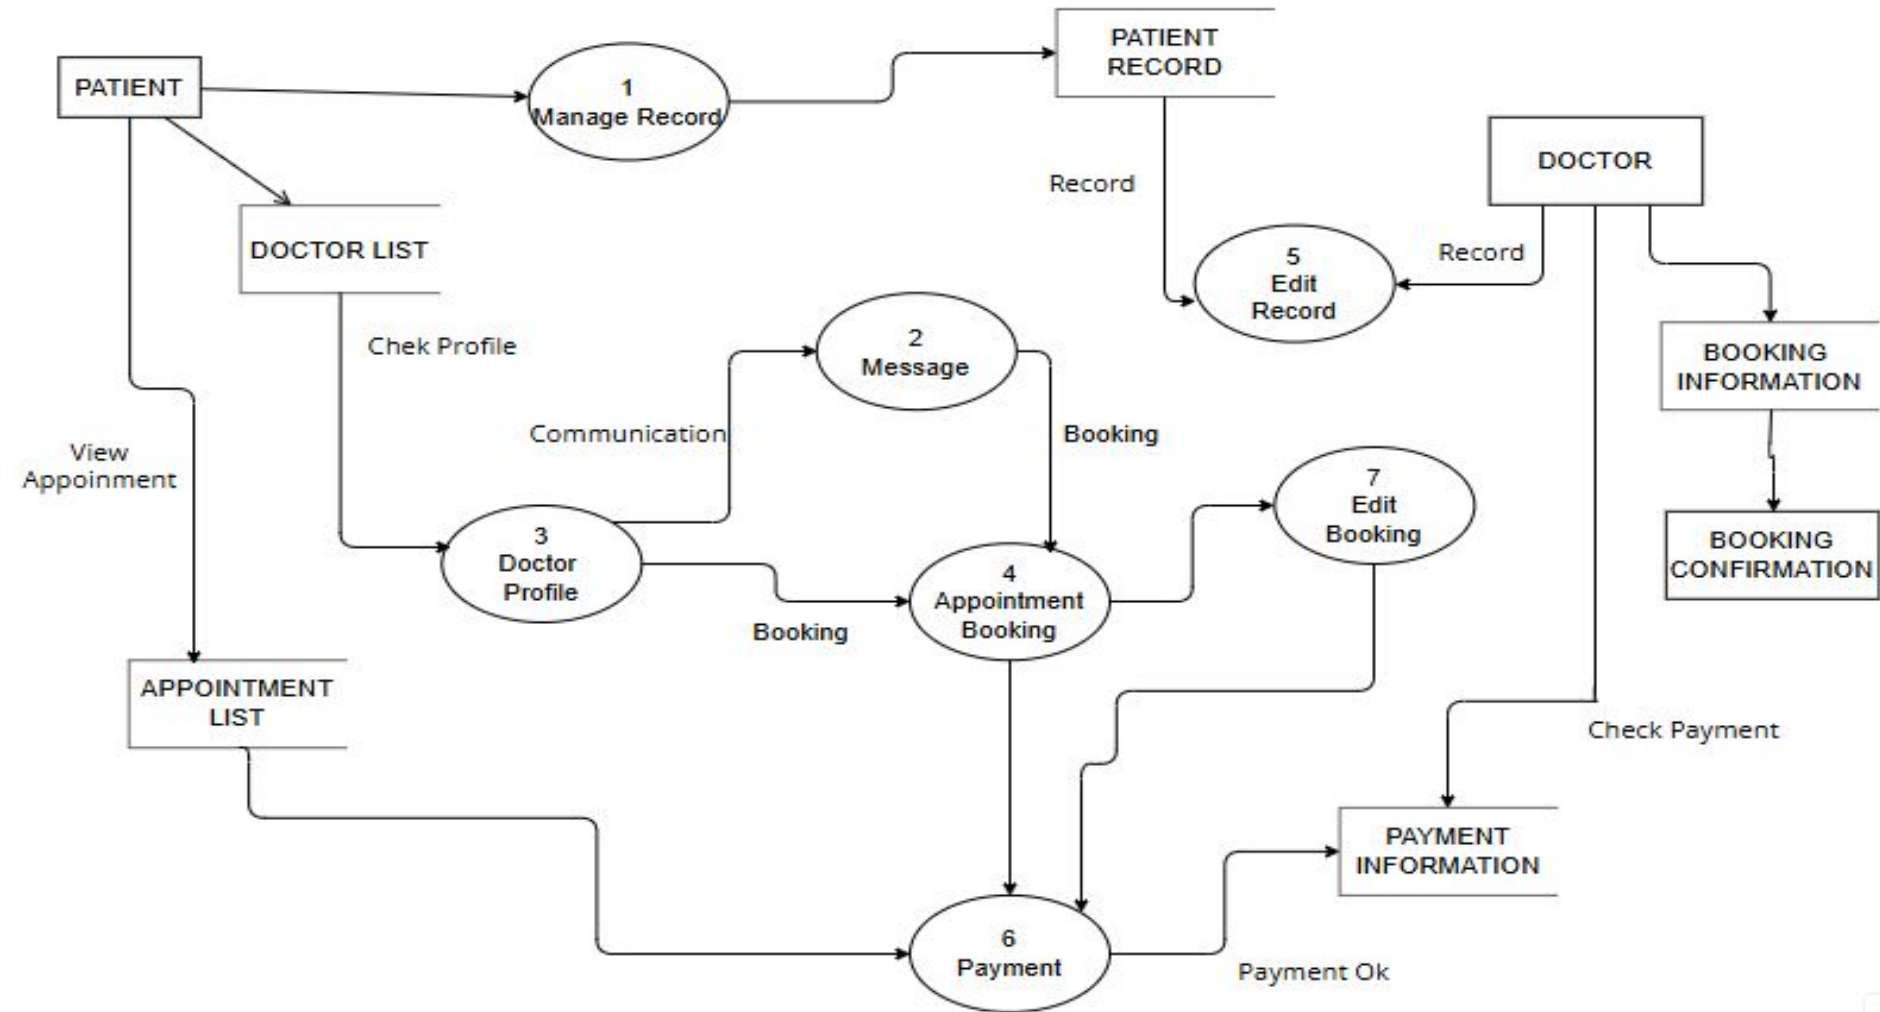 PATIENT
1
Manage Record
PATIENT
RECORD
DOCTOR
Record
DOCTOR LIST
5
Edit
Record
Record
Chek Profile
2
Message
BOOKING
INFORMATION
Communication
Booking
View
Appoinment
7
Edit
Booking
3
Doctor
Profile
4
Appointment
Booking
BOOKING
CONFIRMATION
Booking
APPOINTMENT
LIST
Check Payment
PAYMENT
INFORMATION
6
Payment
Payment Ok